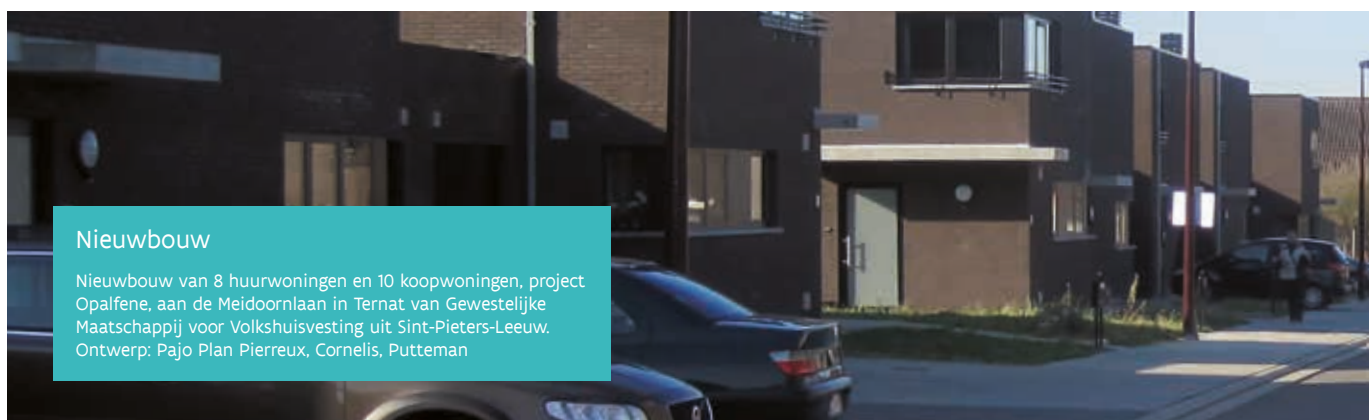 Nieuwbouw
Nieuwbouw van 8 huurwoningen en 10 koopwoningen, project
Opalfene, aan de Meidoornlaan in Ternat van Gewestelijke
Maatschappij voor Volkshuisvesting uit Sint-Pieters-Leeuw.
Ontwerp: Pajo Plan Pierreux, Cornelis, Putteman